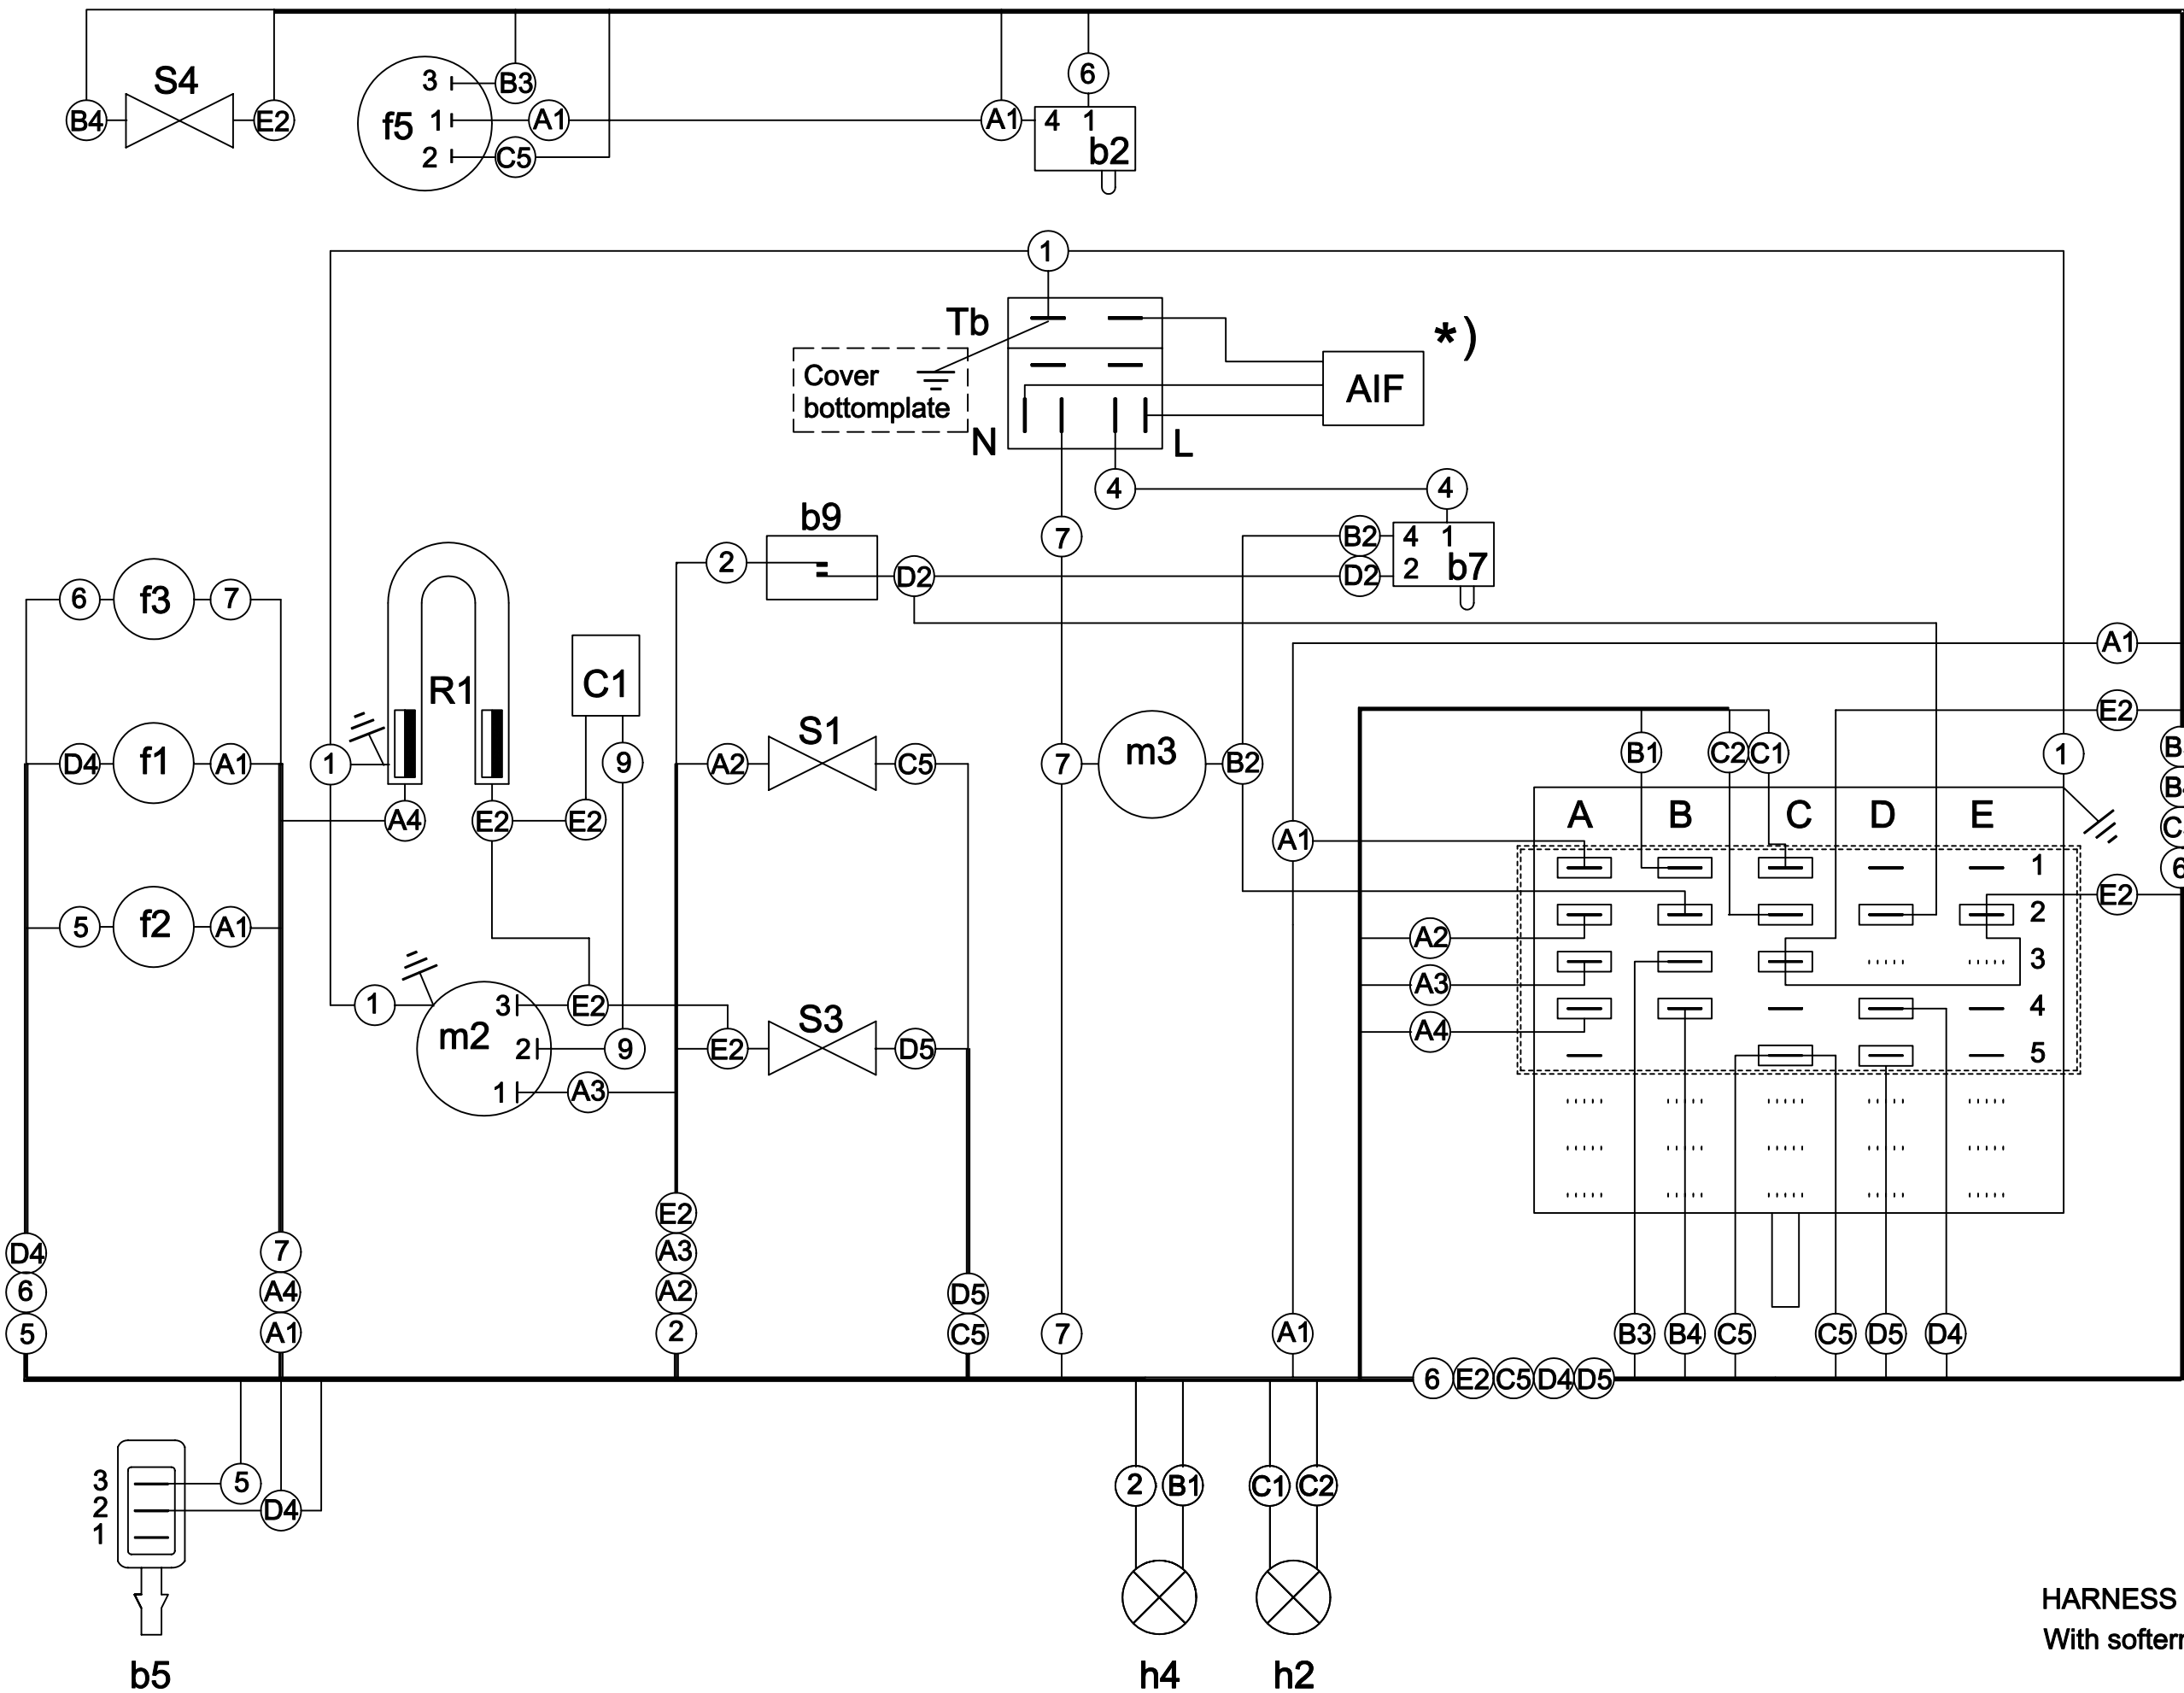 S4
B4
E2
3
B3
f5
1
A1
2
C5
6
A1
4 1
b2
1
Tb
*)
Cover
bottomplate
AIF
N
L
4
4
7
b9
2
D2
B2
D2
4 1
2
b7
6
f3
7
R1
C1
D4
f1
A1
1
9
A4
E2
E2
5
f2
A1
1
m2
3
E2
2
9
1
A3
A2
S1
C5
E2
S3
D5
7
m3
B2
A1
E2
B1
C2
C1
1
A1
A B C D E
1
2
3
4
5
A2
A3
A4
E2
6
D4
6
5
7
A4
A1
E2
A3
A2
2
D5
C5
7
A1
B3
B4
C5
C5
D5
D4
6 E2 C5 D4 D5
3
2
1
5
D4
b5
2
B1
C1
C2
h4
h2
HARNESS
With